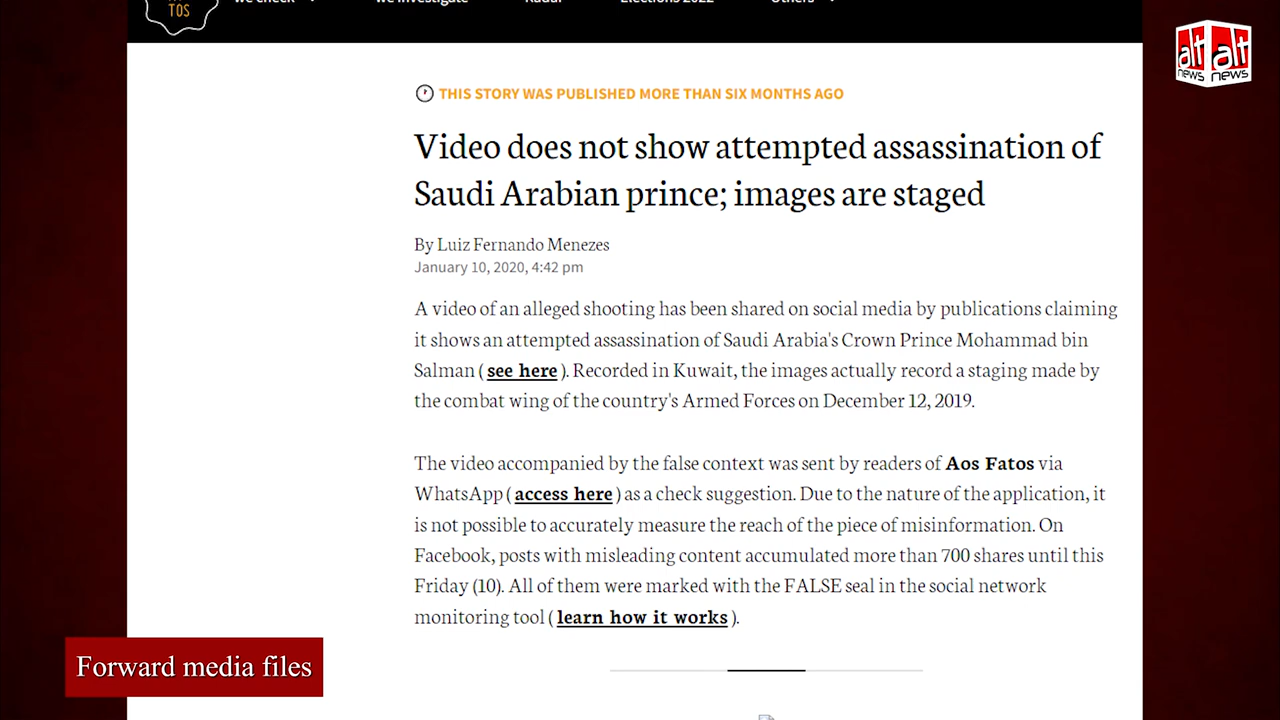 TOS
Elections 2022
Others
alt alt
news news
THIS STORY WAS PUBLISHED MORE THAN SIX MONTHS AGO
Video does not show attempted assassination of
Saudi Arabian prince; images are staged
By Luiz Fernando Menezes
January 10, 2020, 4:42 pm
A video of an alleged shooting has been shared on social media by publications claiming
it shows an attempted assassination of Saudi Arabia's Crown Prince Mohammad bin
Salman ( see here ). Recorded in Kuwait, the images actually record a staging made by
the combat wing of the country's Armed Forces on December 12, 2019.
The video accompanied by the false context was sent by readers of Aos Fatos via
WhatsApp ( access here ) as a check suggestion. Due to the nature of the application, it
is not possible to accurately measure the reach of the piece of misinformation. On
Facebook, posts with misleading content accumulated more than 700 shares until this
Friday (10). All of them were marked with the FALSE seal in the social network
monitoring tool ( learn how it works ).
Forward media files